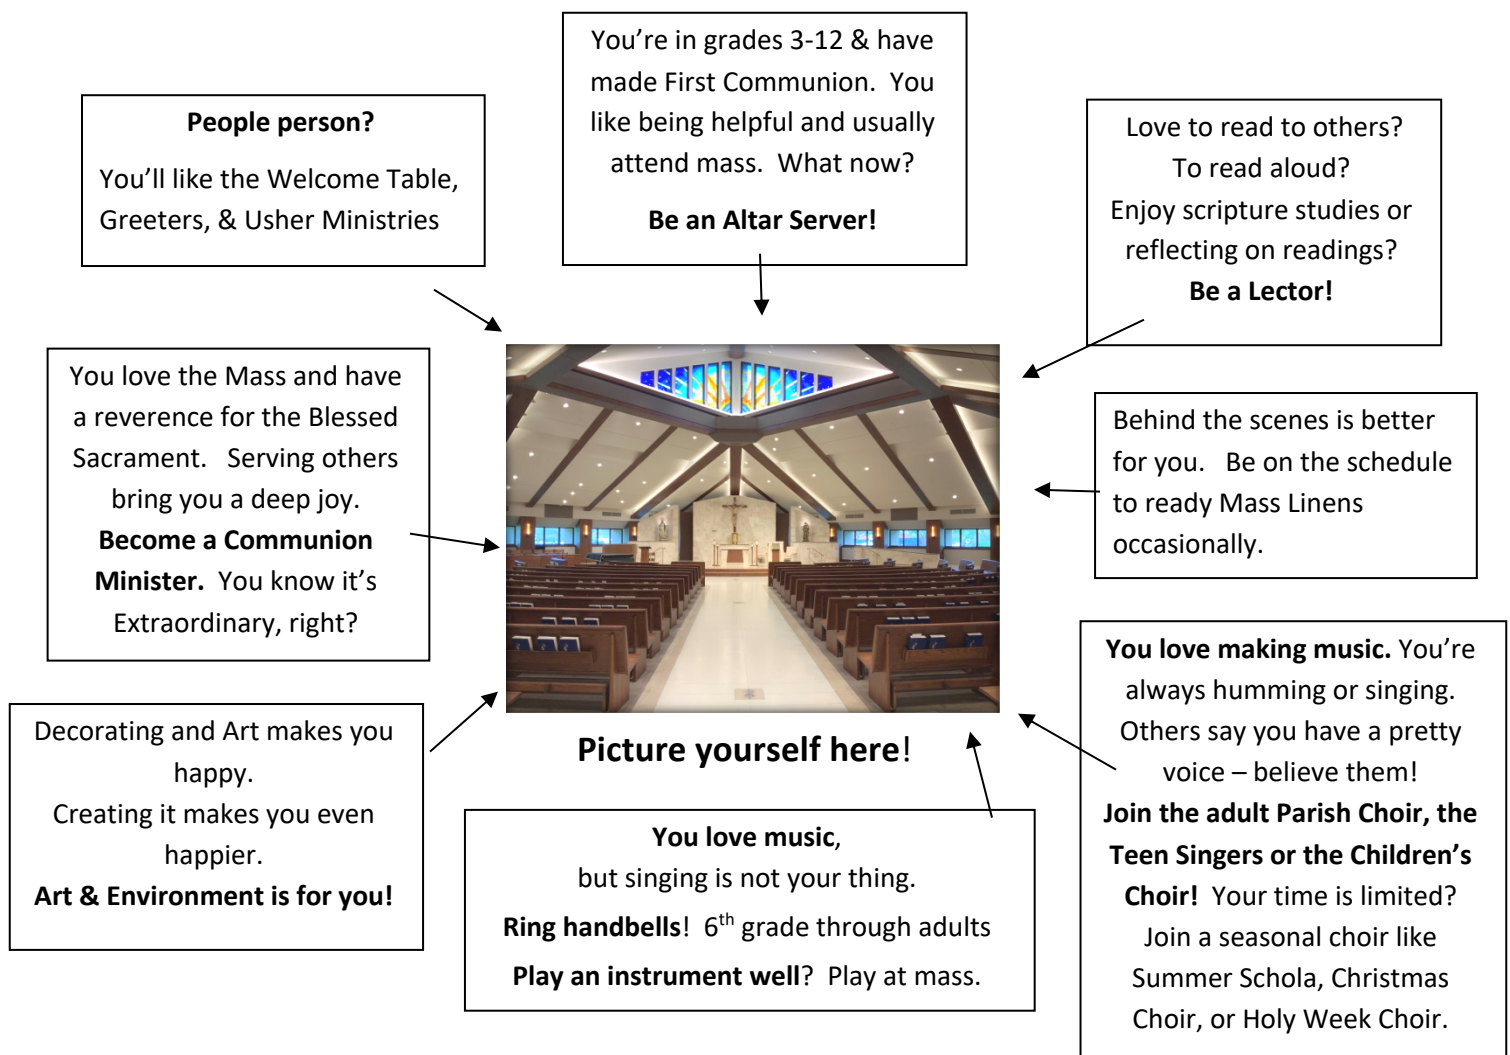 People person?
You’ll like the Welcome Table,
Greeters, & Usher Ministries
You’re in grades 3-12 & have
made First Communion.  You
like being helpful and usually
attend mass.  What now?
Be an Altar Server!
Love to read to others?
To read aloud?
Enjoy scripture studies or
reflecting on readings?
Be a Lector!
You love the Mass and have
a reverence for the Blessed
Sacrament.   Serving others
bring you a deep joy.
Become a Communion
Minister.  You know it’s
Extraordinary, right?
Behind the scenes is better
for you.   Be on the schedule
to ready Mass Linens
occasionally.
Decorating and Art makes you
happy.
Creating it makes you even
happier.
Art & Environment is for you!
Picture yourself here!
You love music,
but singing is not your thing.
Ring handbells!  6th grade through adults
Play an instrument well?  Play at mass.
You love making music. You’re
always humming or singing.
Others say you have a pretty
voice – believe them!
Join the adult Parish Choir, the
Teen Singers or the Children’s
Choir!  Your time is limited?
Join a seasonal choir like
Summer Schola, Christmas
Choir, or Holy Week Choir.